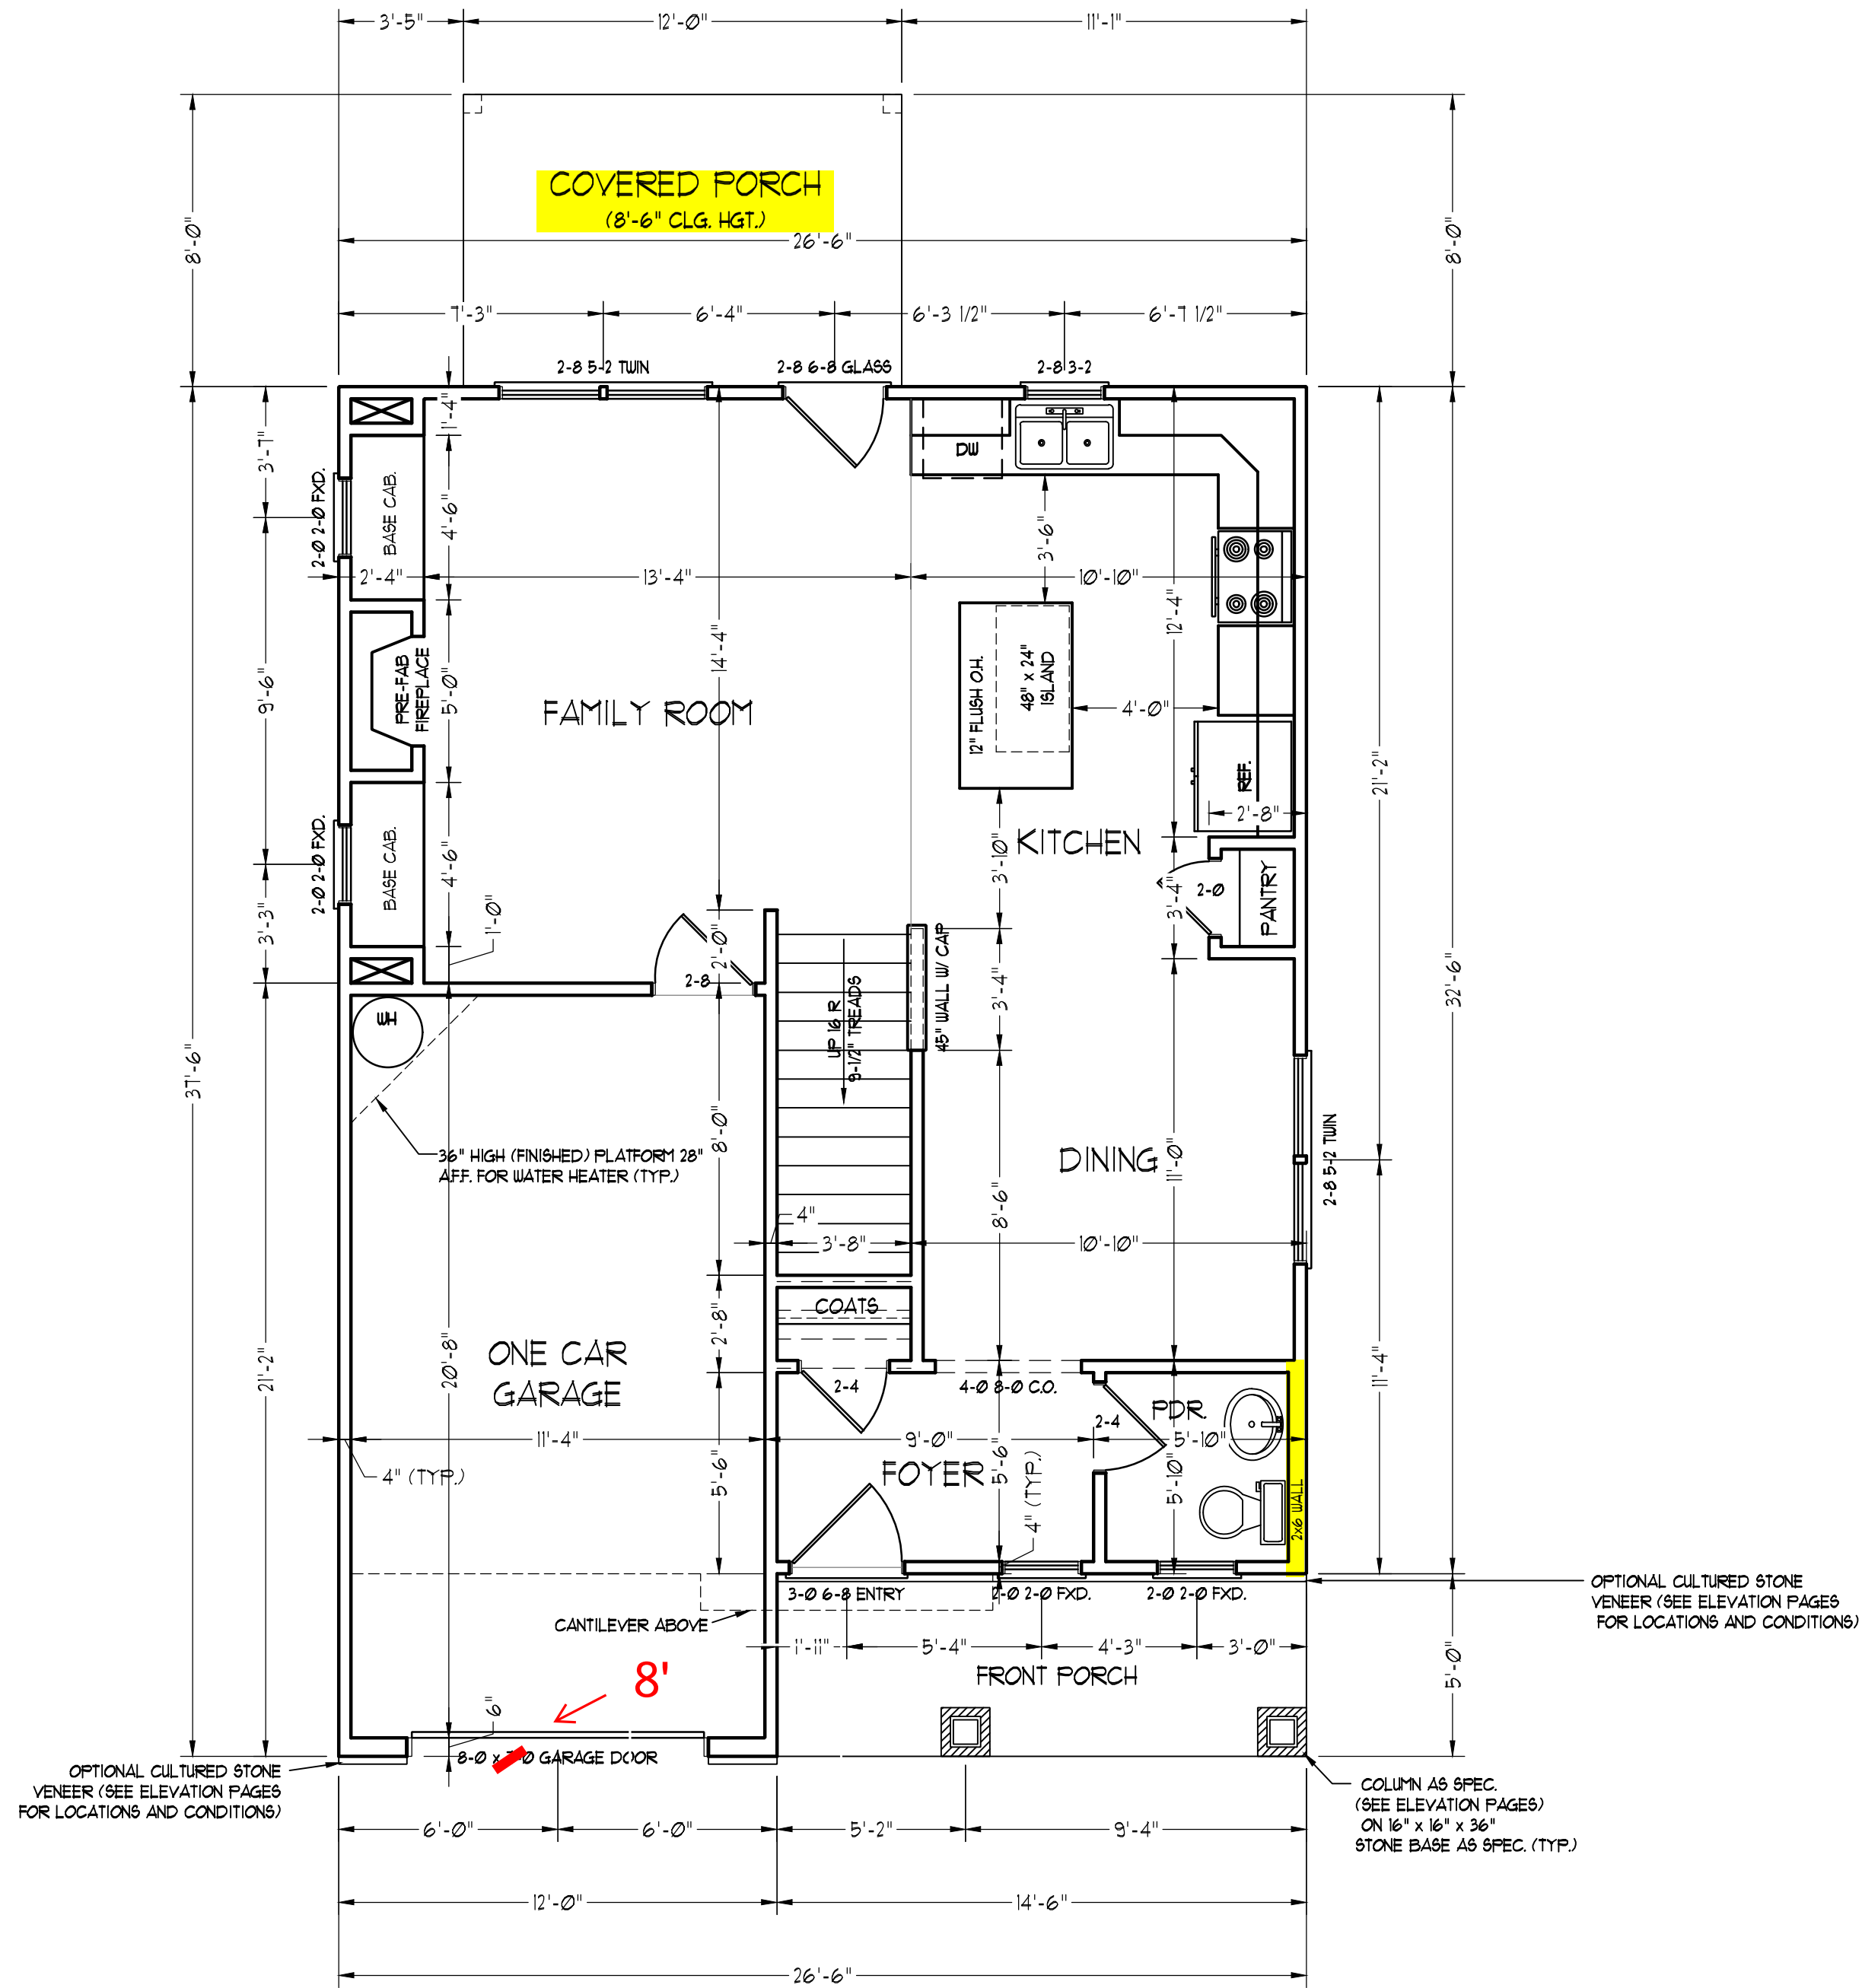 3'-5"
12'-0"
11'-1"
COVERED PORCH
(8'-6" CLG. HGT.)
8'-0"
8'-0"
26'-6"
7'-3"
6'-4"
6'-3 1/2"
6'-7 1/2"
2-8 5-2 TWIN
2-8 6-8 GLASS
2-8 3-2
3'-7"
1'-4"
DW
2-0 2-0 FXD.
BASE CAB.
4'-6"
3'-6"
2'-4"
13'-4"
10'-10"
12'-4"
14'-4"
9'-6"
PRE-FAB
FIREPLACE
5'-0"
FAMILY ROOM
12" FLUSH O.H.
48" x 24"
ISLAND
4'-0"
REF.
2'-8"
21'-2"
2-0 2-0 FXD.
BASE CAB.
4'-6"
KITCHEN
3'-10"
3'-4"
2-0
PANTRY
3'-3"
1'-0"
2'-0"
2-8
45" WALL W/ CAP
3'-4"
UP 16 R
9-1/2" TREADS
32'-6"
WH
37'-6"
36" HIGH (FINISHED) PLATFORM 28"
A.F.F. FOR WATER HEATER (TYP.)
8'-0"
DINING
11'-0"
2-8 5-2 TWIN
8'-6"
4"
3'-8"
10'-10"
COATS
2'-8"
ONE CAR
GARAGE
20'-8"
21'-2"
11'-4"
2-4
4-0 8-0 C.O.
2-4
PDR.
11'-4"
9'-0"
5'-10"
4" (TYP.)
FOYER
5'-6"
5'-6"
4" (TYP.)
5'-10"
2x6 WALL
3-0 6-8 ENTRY
2-0 2-0 FXD.
2-0 2-0 FXD.
OPTIONAL CULTURED STONE
VENEER (SEE ELEVATION PAGES
FOR LOCATIONS AND CONDITIONS)
CANTILEVER ABOVE
1'-11"
5'-4"
4'-3"
3'-0"
5'-0"
8'
FRONT PORCH
6"
8-0 x -0 GARAGE DOOR
OPTIONAL CULTURED STONE
VENEER (SEE ELEVATION PAGES
FOR LOCATIONS AND CONDITIONS)
COLUMN AS SPEC.
(SEE ELEVATION PAGES)
ON 16" x 16" x 36"
STONE BASE AS SPEC. (TYP.)
6'-0"
6'-0"
5'-2"
9'-4"
12'-0"
14'-6"
26'-6"